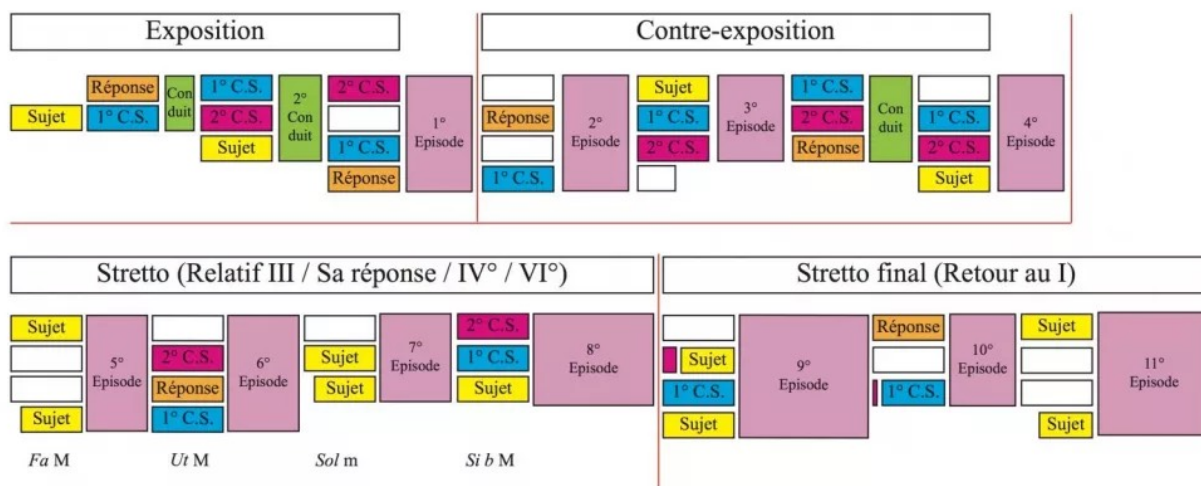 Exposition
Contre-exposition
Réponse
Con
duit
1° C.S.
2° C.S.
Sujet
1° C.S.
2° C.S.
Sujet
2°
Con
duit
1° C.S.
Réponse
1°
Episode
Réponse
1° C.S.
2°
Episode
Sujet
1° C.S.
2° C.S.
3°
Episode
1° C.S.
2° C.S.
Réponse
Con
duit
1° C.S.
2° C.S.
Sujet
4°
Episode
Stretto (Relatif III / Sa réponse / IV° / VI°)
Stretto final (Retour au I)
Sujet
Sujet
5°
Episode
2° C.S.
Réponse
1° C.S.
6°
Episode
Sujet
Sujet
7°
Episode
2° C.S.
1° C.S.
Sujet
8°
Episode
Sujet
1° C.S.
Sujet
9°
Episode
Réponse
1° C.S.
10°
Episode
Sujet
Sujet
11°
Episode
Fa M
Ut M
Sol m
Si b M